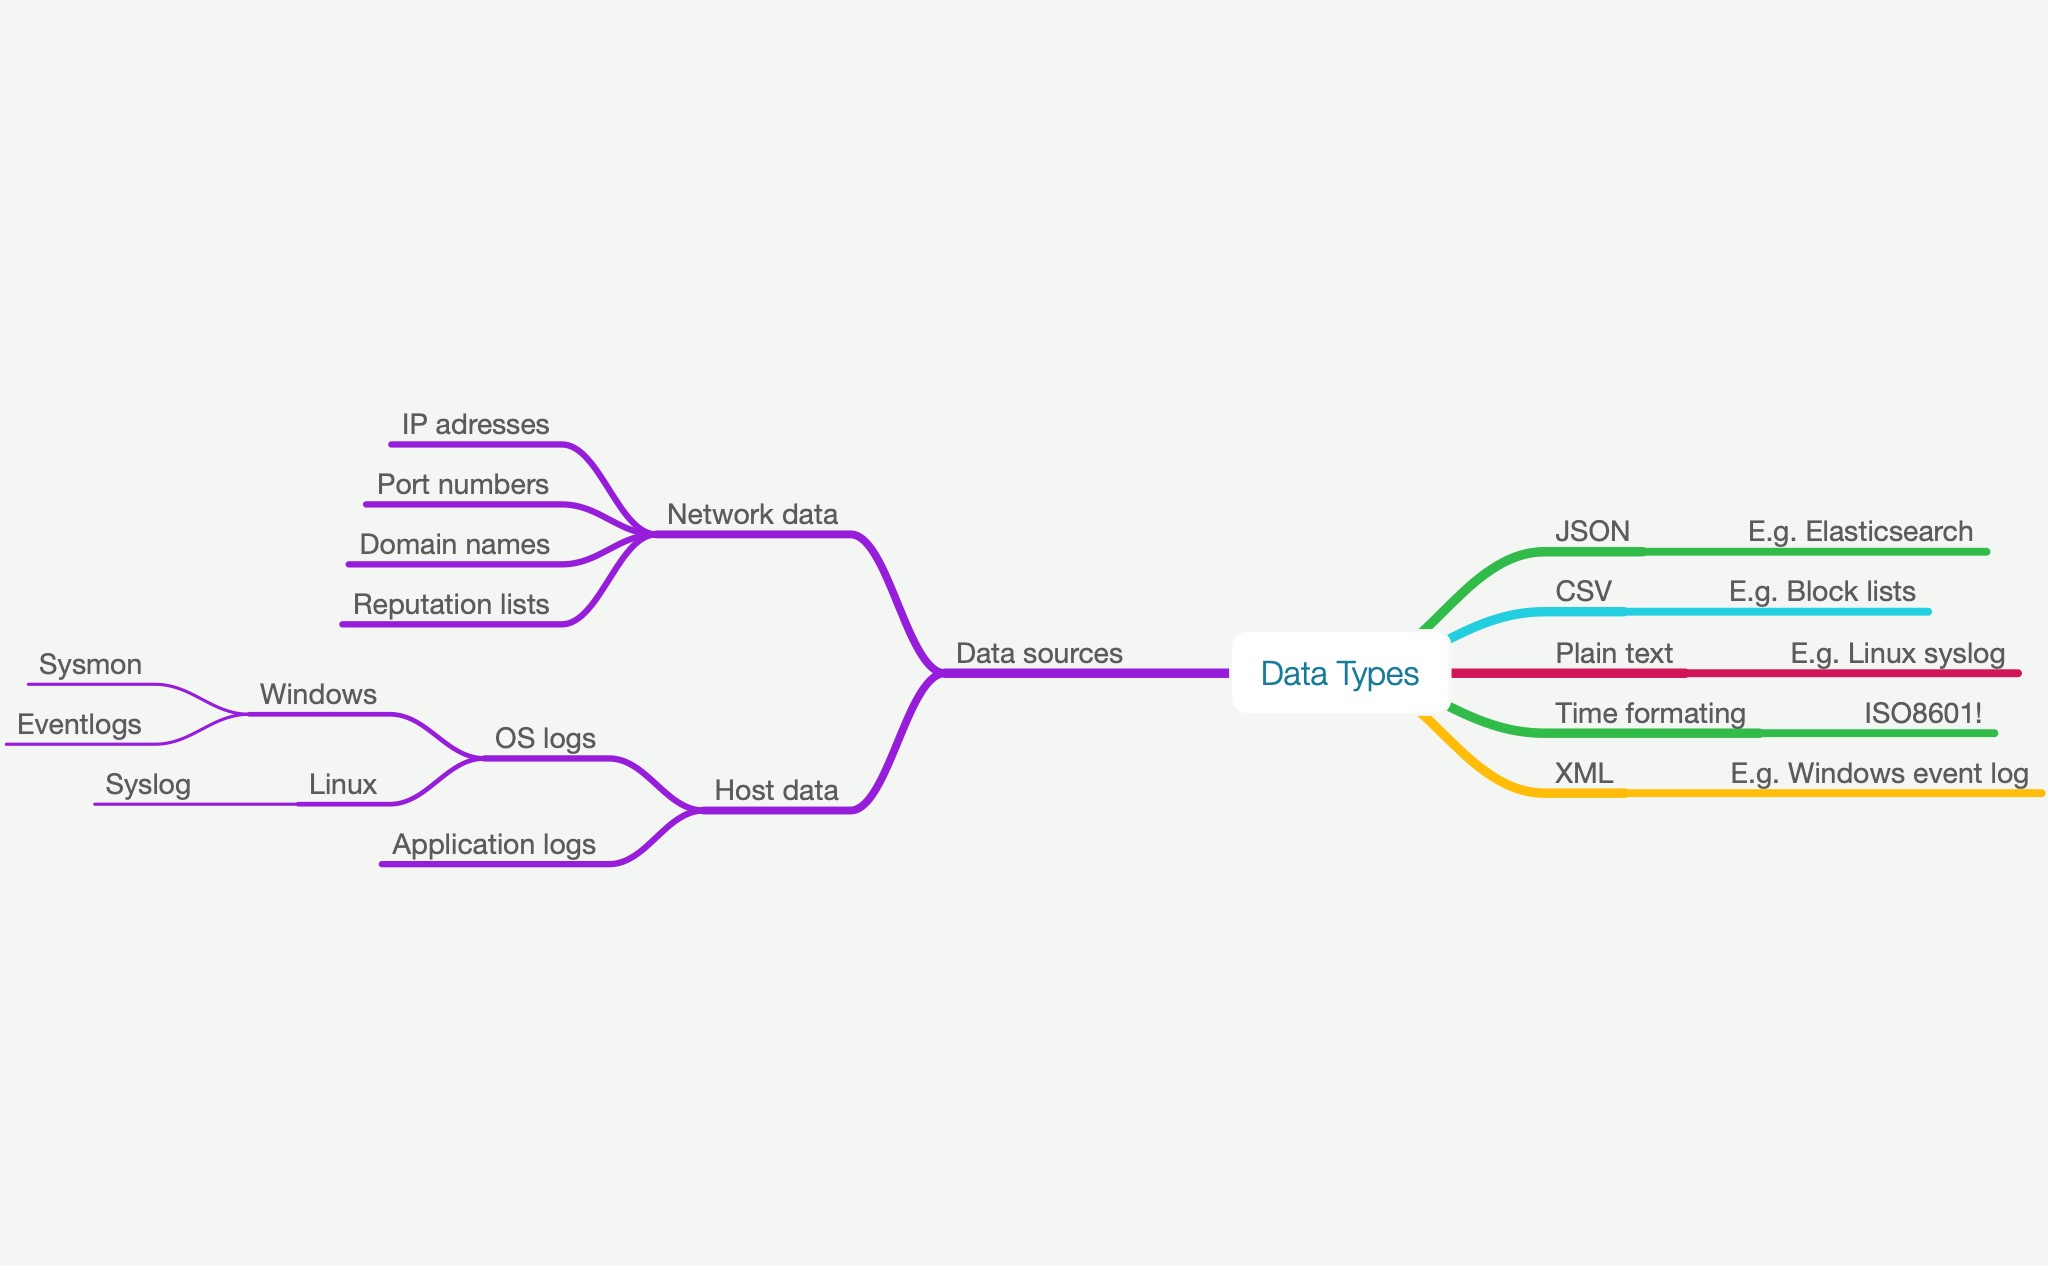 Data Types
Data sources
Network data
IP adresses
Port numbers
Domain names
Reputation lists
Host data
OS logs
Windows
Sysmon
Eventlogs
Linux
Syslog
Application logs
JSON
E.g. Elasticsearch
CSV
E.g. Block lists
Plain text
E.g. Linux syslog
Time formating
ISO8601!
XML
E.g. Windows event log